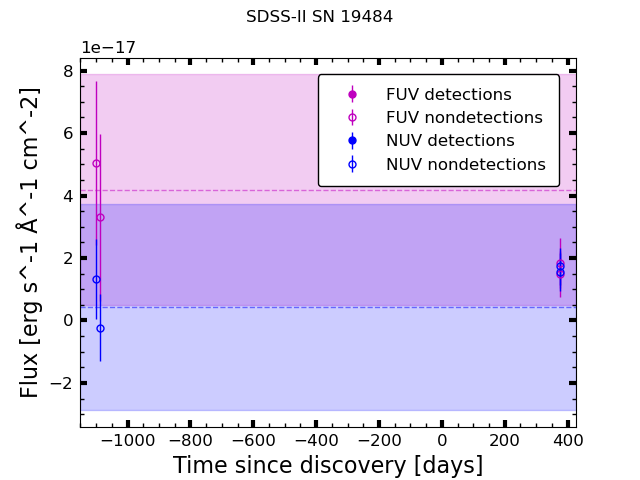 SDSS-II SN 19484
1e−17
FUV detections
FUV nondetections
NUV detections
NUV nondetections
8
6
4
2
0
−2
Flux [erg s^-1 Å^-1 cm^-2]
−1000 −800 −600 −400 −200 0 200 400
Time since discovery [days]